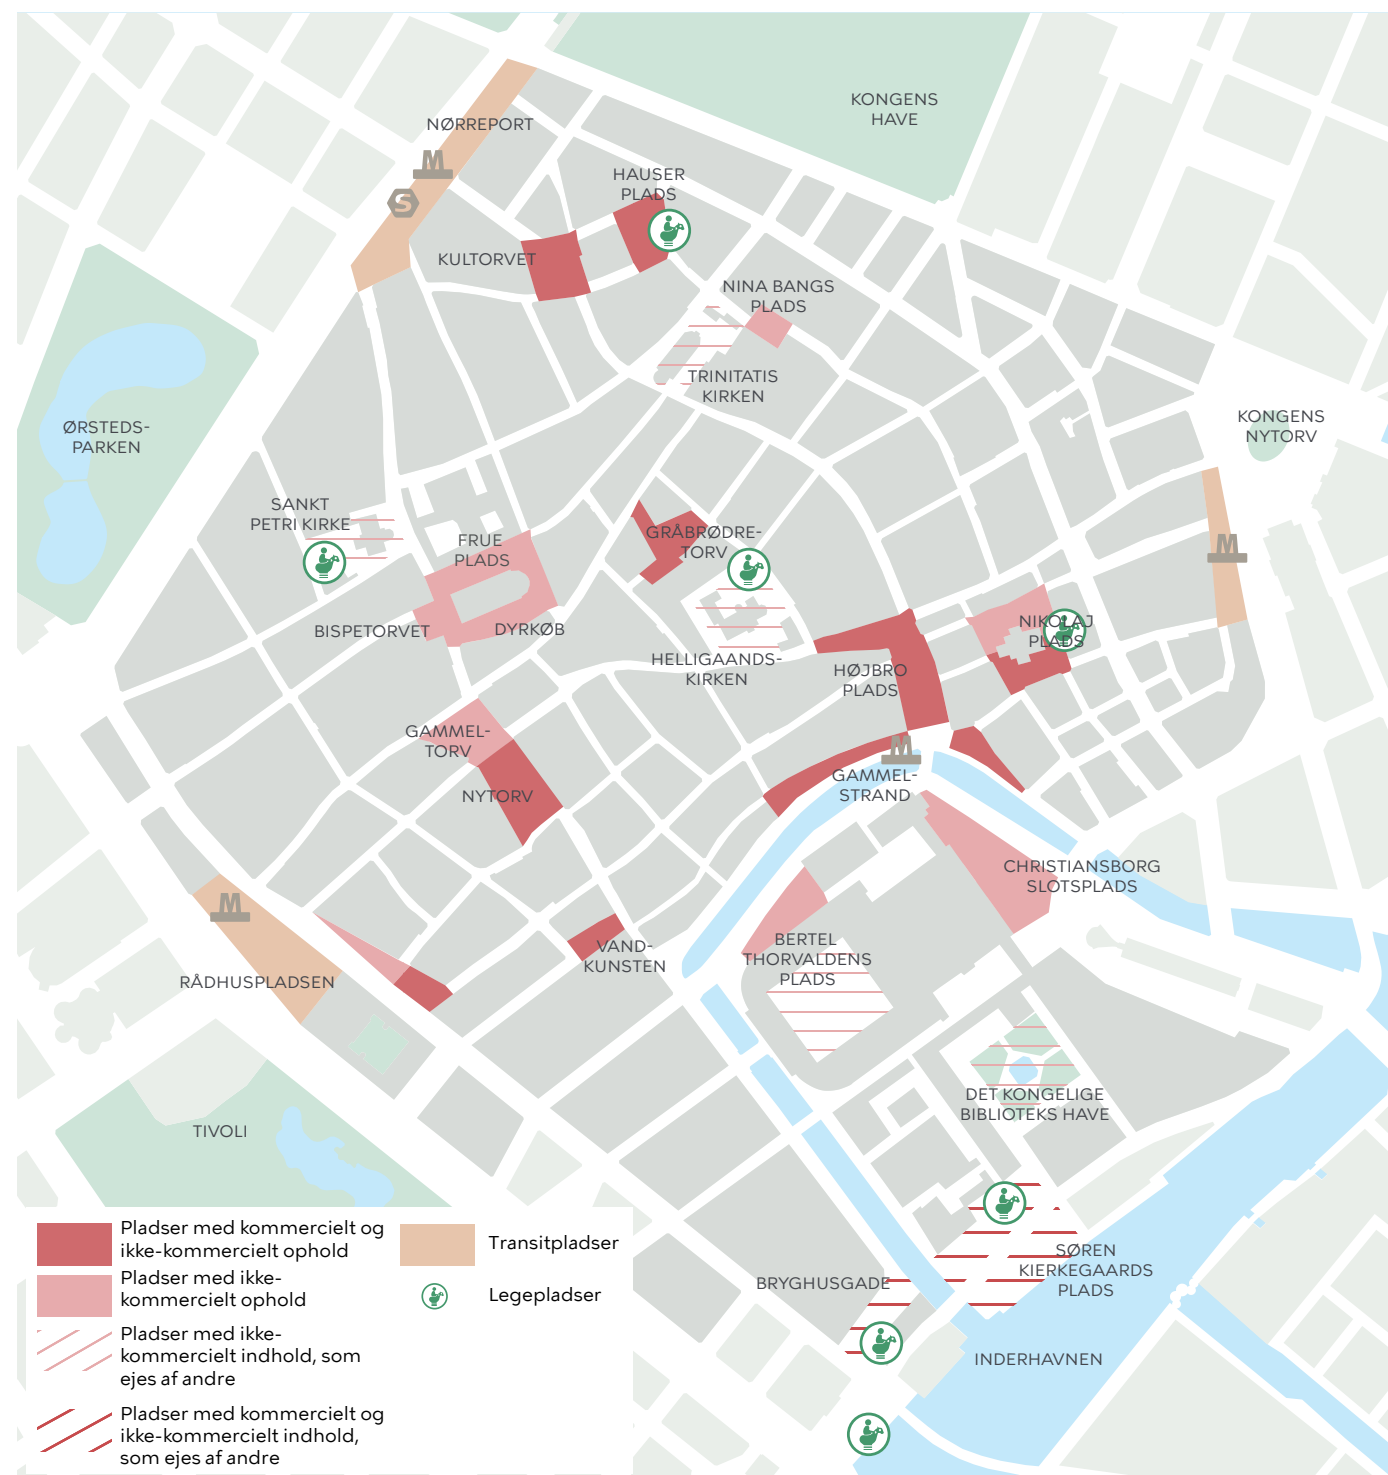 KONGENS
HAVE
NØRREPORT
M
S
HAUSER
PLADS
KULTORVET
NINA BANGS
PLADS
TRINITATIS
KIRKEN
KONGENS
NYTORV
ØRSTEDS-
PARKEN
SANKT
PETRI KIRKE
FRUE
PLADS
GRÅBRØDRE-
TORV
M
BISPETORVET
DYRKØB
NIKOLAJ
PLADS
HELLIGAANDS-
KIRKEN
HØJBRO
PLADS
GAMMEL-
TORV
M
GAMMEL-
STRAND
NYTORV
CHRISTIANSBORG
SLOTSPLADS
M
VAND-
KUNSTEN
BERTEL
THORVALDENS
PLADS
RÅDHUSPLADSEN
DET KONGELIGE
BIBLIOTEKS HAVE
TIVOLI
SØREN
KIERKEGAARDS
PLADS
BRYGHUSGADE
INDERHAVNEN
Pladser med kommercielt og
ikke-kommercielt ophold
Pladser med ikke-
kommercielt ophold
Pladser med ikke-
kommercielt indhold, som
ejes af andre
Pladser med kommercielt og
ikke-kommercielt indhold,
som ejes af andre
Transitpladser
Legepladser